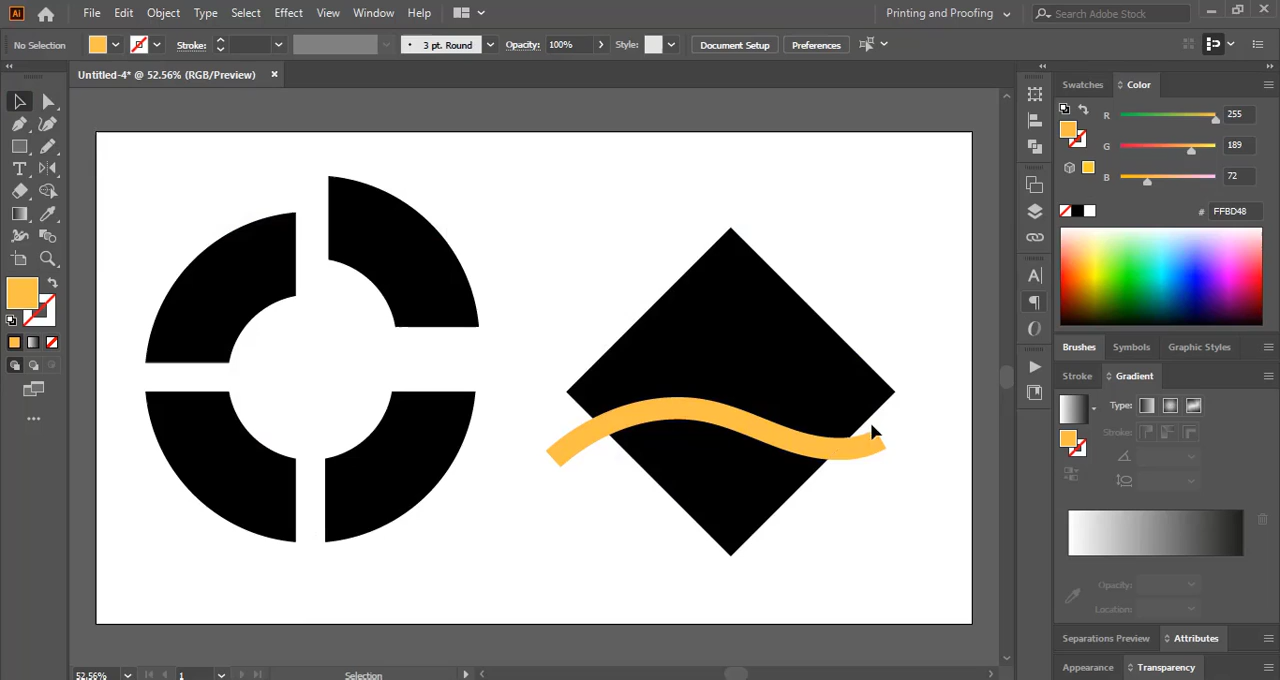 Ai File Edit Object Type Select Effect View Window Help Printing and Proofing Search Adobe Stock
No Selection Stroke: 3 pt. Round Opacity: 100% Style: Document Setup Preferences
Untitled-4* @ 52.56% (RGB/Preview)
Swatches Color
R 255
G 189
B 72
# FFBD48
Brushes Symbols Graphic Styles
Stroke Gradient
Type:
Stroke:
Opacity:
Location:
Separations Preview Attributes
Appearance Transparency
52.56% 1 Selection